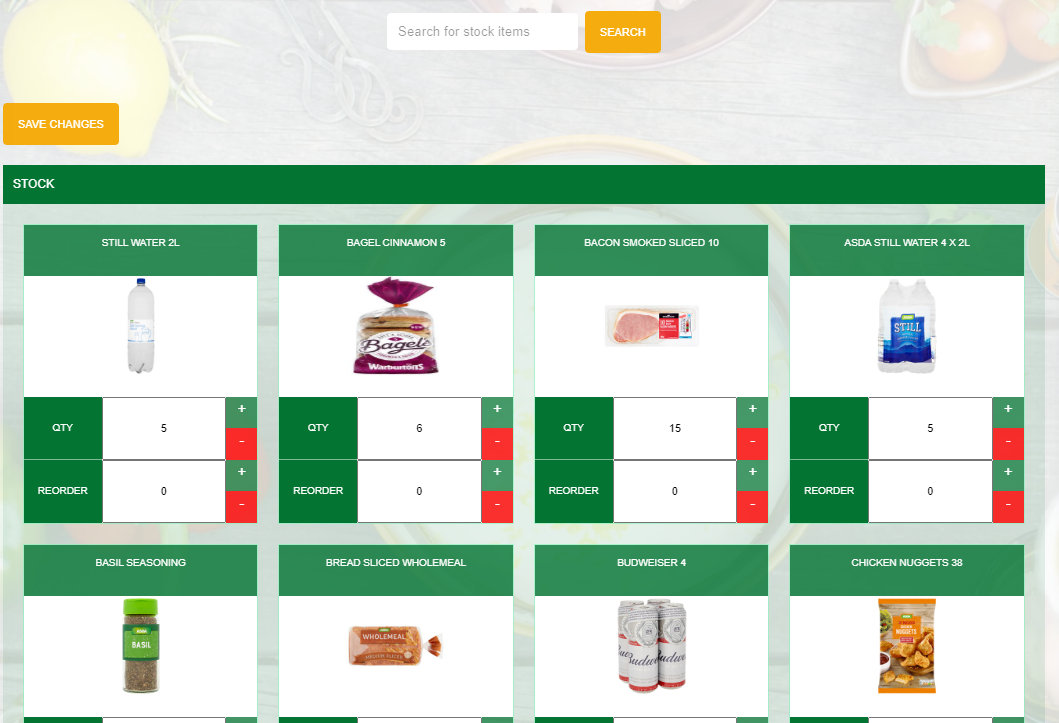 Search for stock items
SEARCH
SAVE CHANGES
STOCK
STILL WATER 2L
BAGEL CINNAMON 5
BACON SMOKED SLICED 10
ASDA STILL WATER 4 X 2L
Bagels
Warburtons
STILL
QTY
5
+
-
QTY
6
+
-
QTY
15
+
-
QTY
5
+
-
REORDER
0
+
-
REORDER
0
+
-
REORDER
0
+
-
REORDER
0
+
-
BASIL SEASONING
BREAD SLICED WHOLEMEAL
BUDWEISER 4
CHICKEN NUGGETS 38
BASIL
WHOLEMEAL
NUGGETS